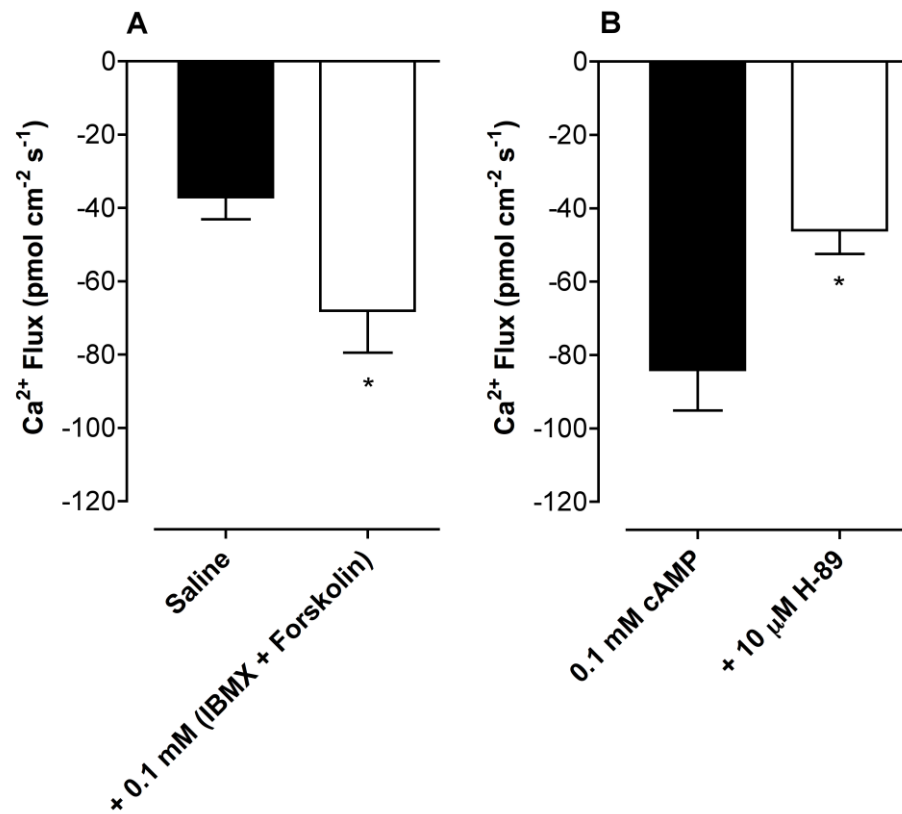 A
Ca²⁺ Flux (pmol cm⁻² s⁻¹)
0
-20
-40
-60
-80
-100
-120
*
Saline
+ 0.1 mM (IBMX + Forskolin)
B
Ca²⁺ Flux (pmol cm⁻² s⁻¹)
0
-20
-40
-60
-80
-100
-120
*
0.1 mM cAMP
+ 10 μM H-89